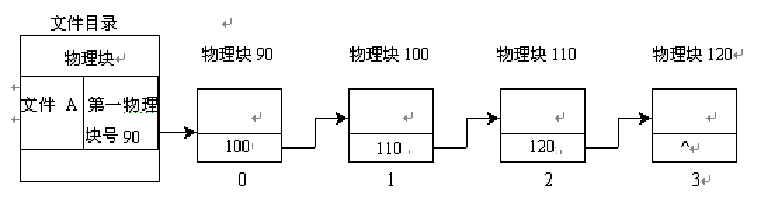 文件目录
物理块
文件 A 第一物理
块号 90
物理块 90 物理块 100 物理块 110 物理块 120
100 110 120 ^
0 1 2 3